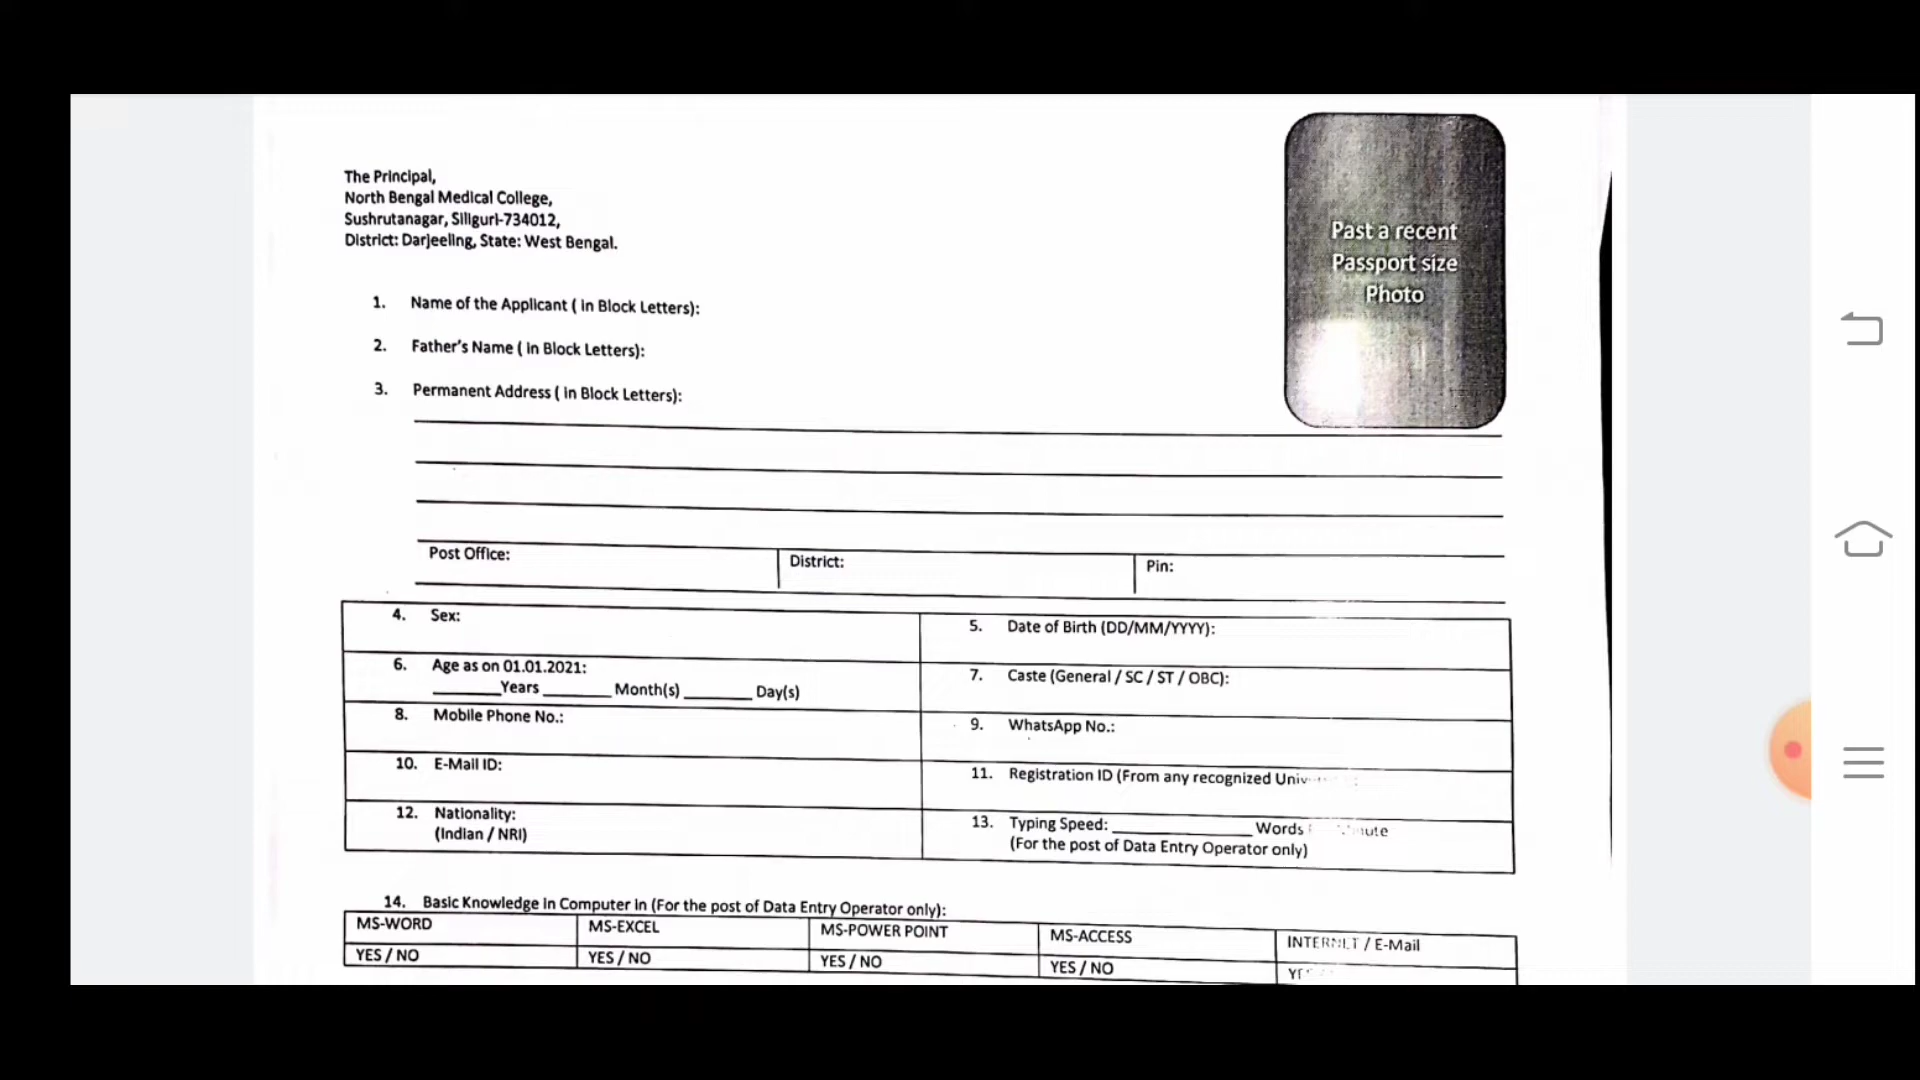 The Principal,
North Bengal Medical College,
Sushrutanagar, Siliguri-734012,
District: Darjeeling, State: West Bengal.
Past a recent
Passport size
Photo
1. Name of the Applicant ( in Block Letters):
2. Father's Name ( in Block Letters):
3. Permanent Address ( in Block Letters):
Post Office: District: Pin:
4. Sex: 5. Date of Birth (DD/MM/YYYY):
6. Age as on 01.01.2021: 7. Caste (General / SC / ST / OBC):
______Years ______ Month(s) ______ Day(s)
8. Mobile Phone No.: 9. WhatsApp No.:
10. E-Mail ID: 11. Registration ID (From any recognized
12. Nationality: 13. Typing Speed: ____________ Words
(Indian / NRI) (For the post of Data Entry Operator only)
14. Basic Knowledge in Computer in (For the post of Data Entry Operator only):
MS-WORD MS-EXCEL MS-POWER POINT MS-ACCESS INTERNET / E-Mail
YES / NO YES / NO YES / NO YES / NO